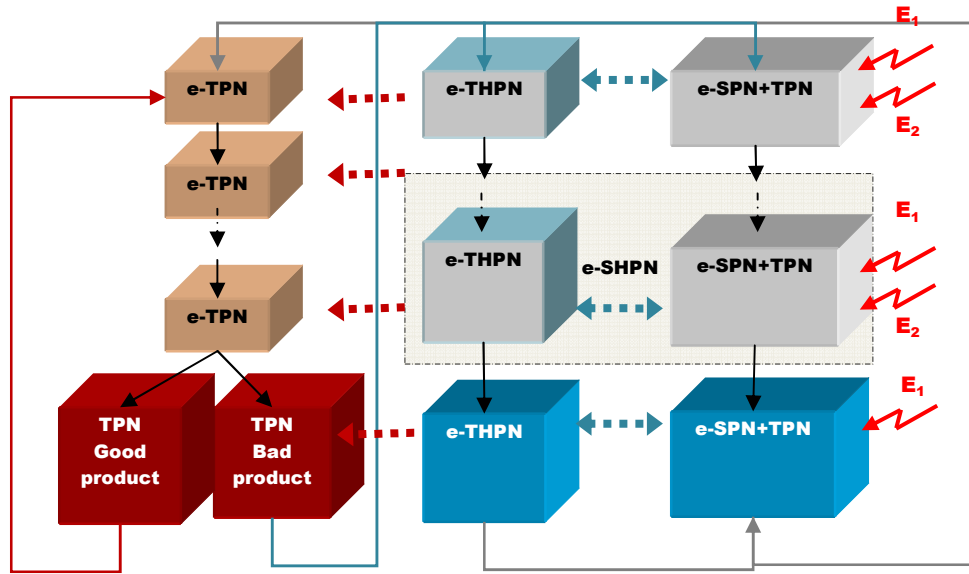 E1
e-TPN
e-THPN
e-SPN+TPN
E2
e-TPN
E1
e-THPN
e-SHPN
e-SPN+TPN
e-TPN
E2
E1
TPN
Good
product
TPN
Bad
product
e-THPN
e-SPN+TPN